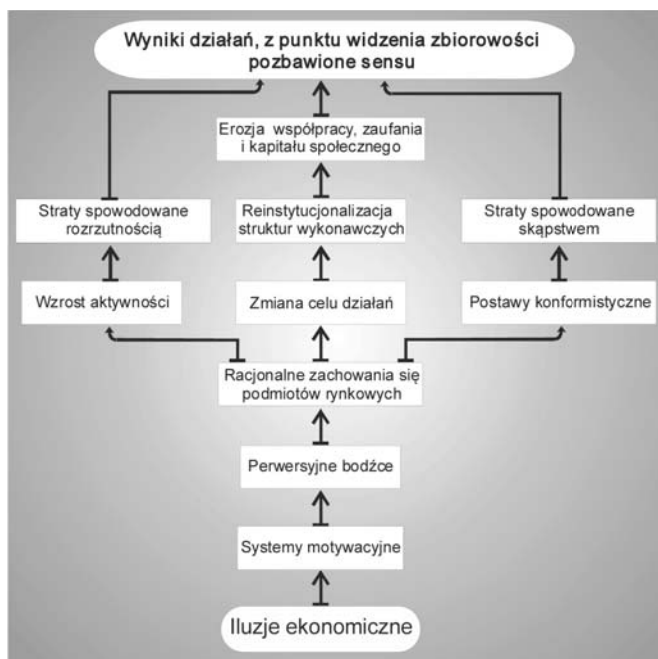 Wyniki działań, z punktu widzenia zbiorowości
pozbawione sensu
Erozja współpracy, zaufania
i kapitału społecznego
Straty spowodowane
rozrzutnością
Reinstytucjonalizacja
struktur wykonawczych
Straty spowodowane
skąpstwem
Wzrost aktywności
Zmiana celu działań
Postawy konformistyczne
Racjonalne zachowania się
podmiotów rynkowych
Perwersyjne bodźce
Systemy motywacyjne
Iluzje ekonomiczne